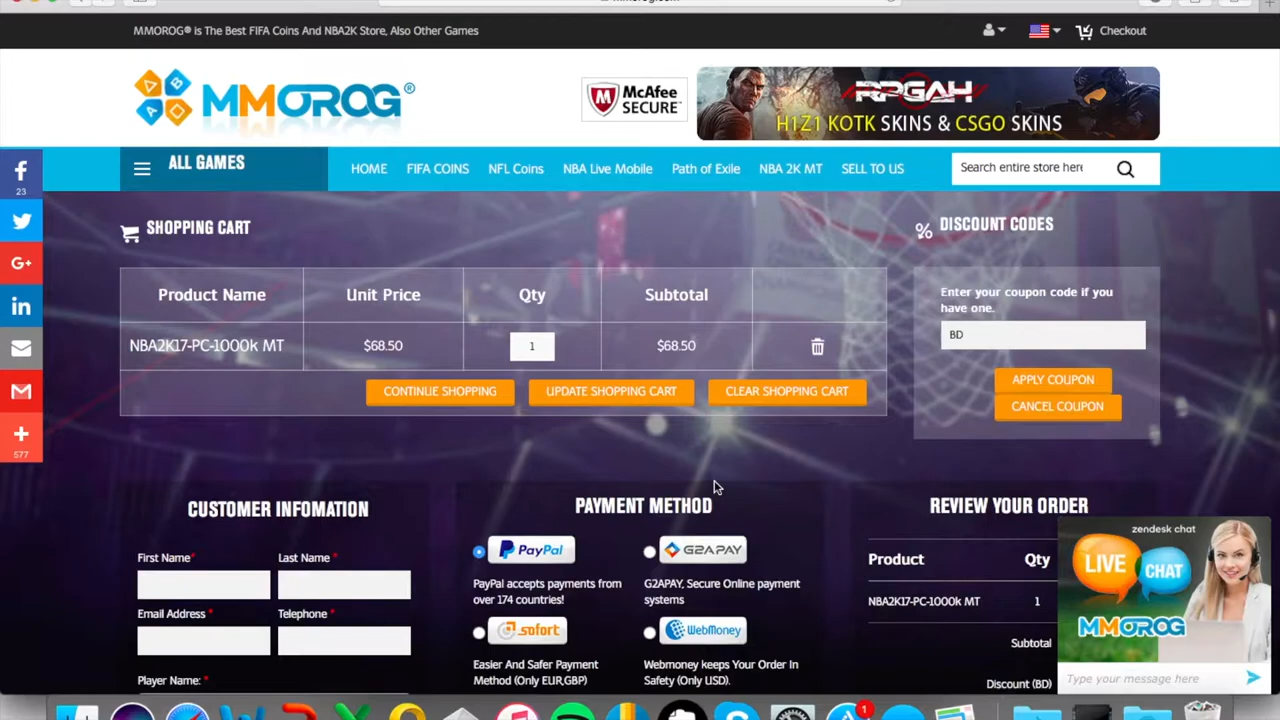 MMOROG® is The Best FIFA Coins And NBA2K Store, Also Other Games
Checkout
MMOROG®
McAfee
SECURE
RPGAH
H1Z1 KOTK SKINS & CSGO SKINS
ALL GAMES
HOME
FIFA COINS
NFL Coins
NBA Live Mobile
Path of Exile
NBA 2K MT
SELL TO US
Search entire store here
23
G+
in
577
SHOPPING CART
Product Name
Unit Price
Qty
Subtotal
NBA2K17-PC-1000k MT
$68.50
1
$68.50
CONTINUE SHOPPING
UPDATE SHOPPING CART
CLEAR SHOPPING CART
DISCOUNT CODES
Enter your coupon code if you
have one.
BD
APPLY COUPON
CANCEL COUPON
CUSTOMER INFOMATION
First Name*
Last Name *
Email Address *
Telephone *
Player Name: *
PAYMENT METHOD
PayPal
PayPal accepts payments from
over 174 countries!
G2APAY
G2APAY, Secure Online payment
systems
sofort
Easier And Safer Payment
Method (Only EUR,GBP)
WebMoney
Webmoney keeps Your Order In
Safety (Only USD).
REVIEW YOUR ORDER
Product
Qty
NBA2K17-PC-1000k MT
1
Subtotal
Discount (BD)
zendesk chat
LIVE
CHAT
MMOROG
Type your message here
1